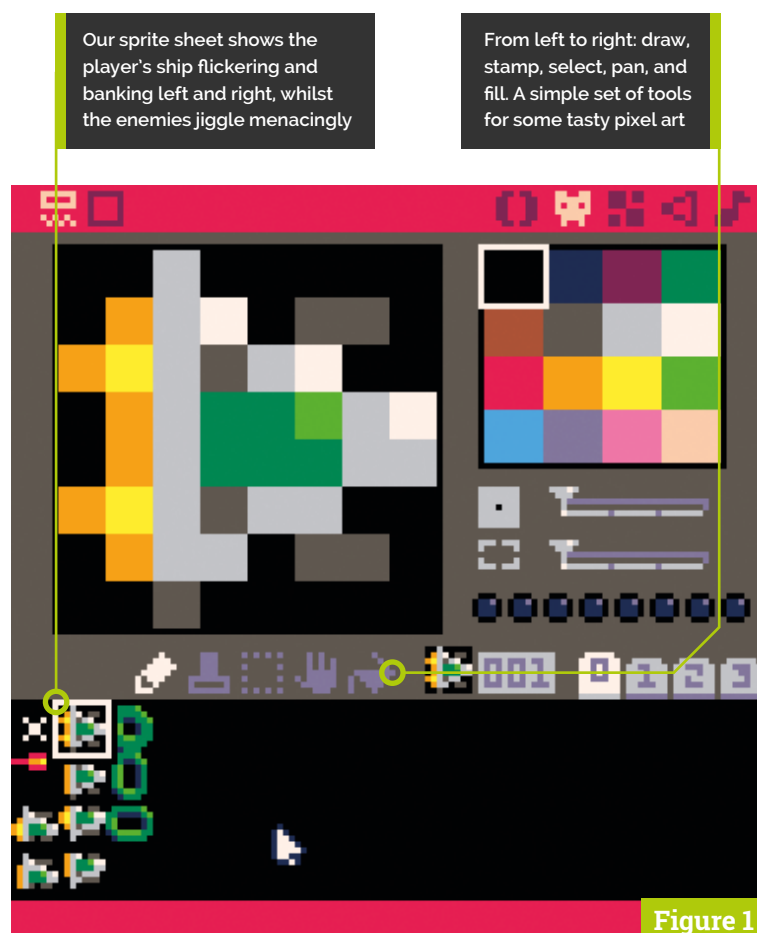 Our sprite sheet shows the
player's ship flickering and
banking left and right, whilst
the enemies jiggle menacingly
From left to right: draw,
stamp, select, pan, and
fill. A simple set of tools
for some tasty pixel art
001
0
1
2
3
Figure 1